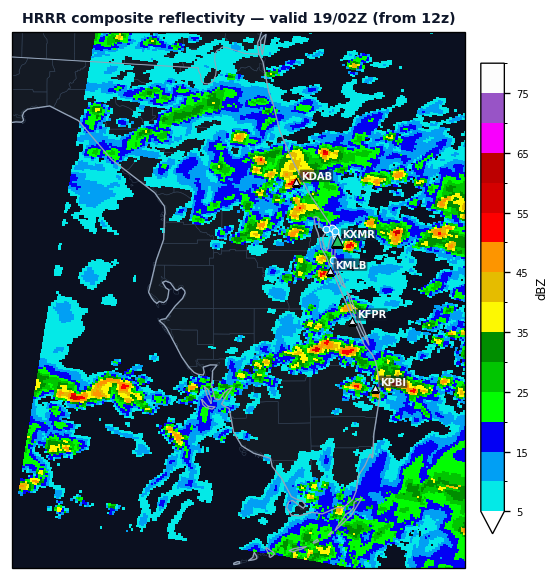 HRRR composite reflectivity — valid 19/02Z (from 12z)
75
65
KDAB
55
KXMR
45
KMLB
dBZ
KFPR
35
KPBI
25
15
5